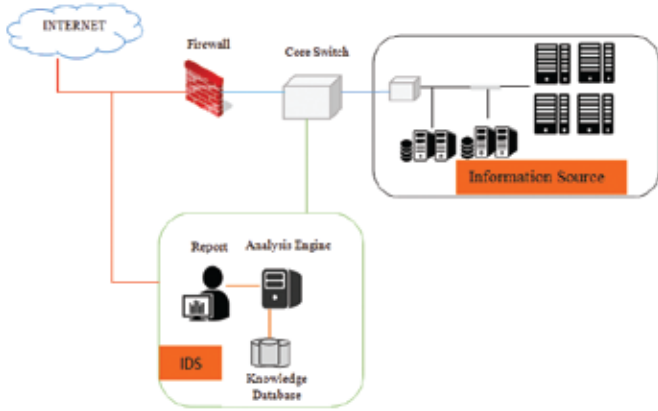 INTERNET
Firewall
Core Switch
Information Source
Report
Analysis Engine
IDS
Knowledge
Database